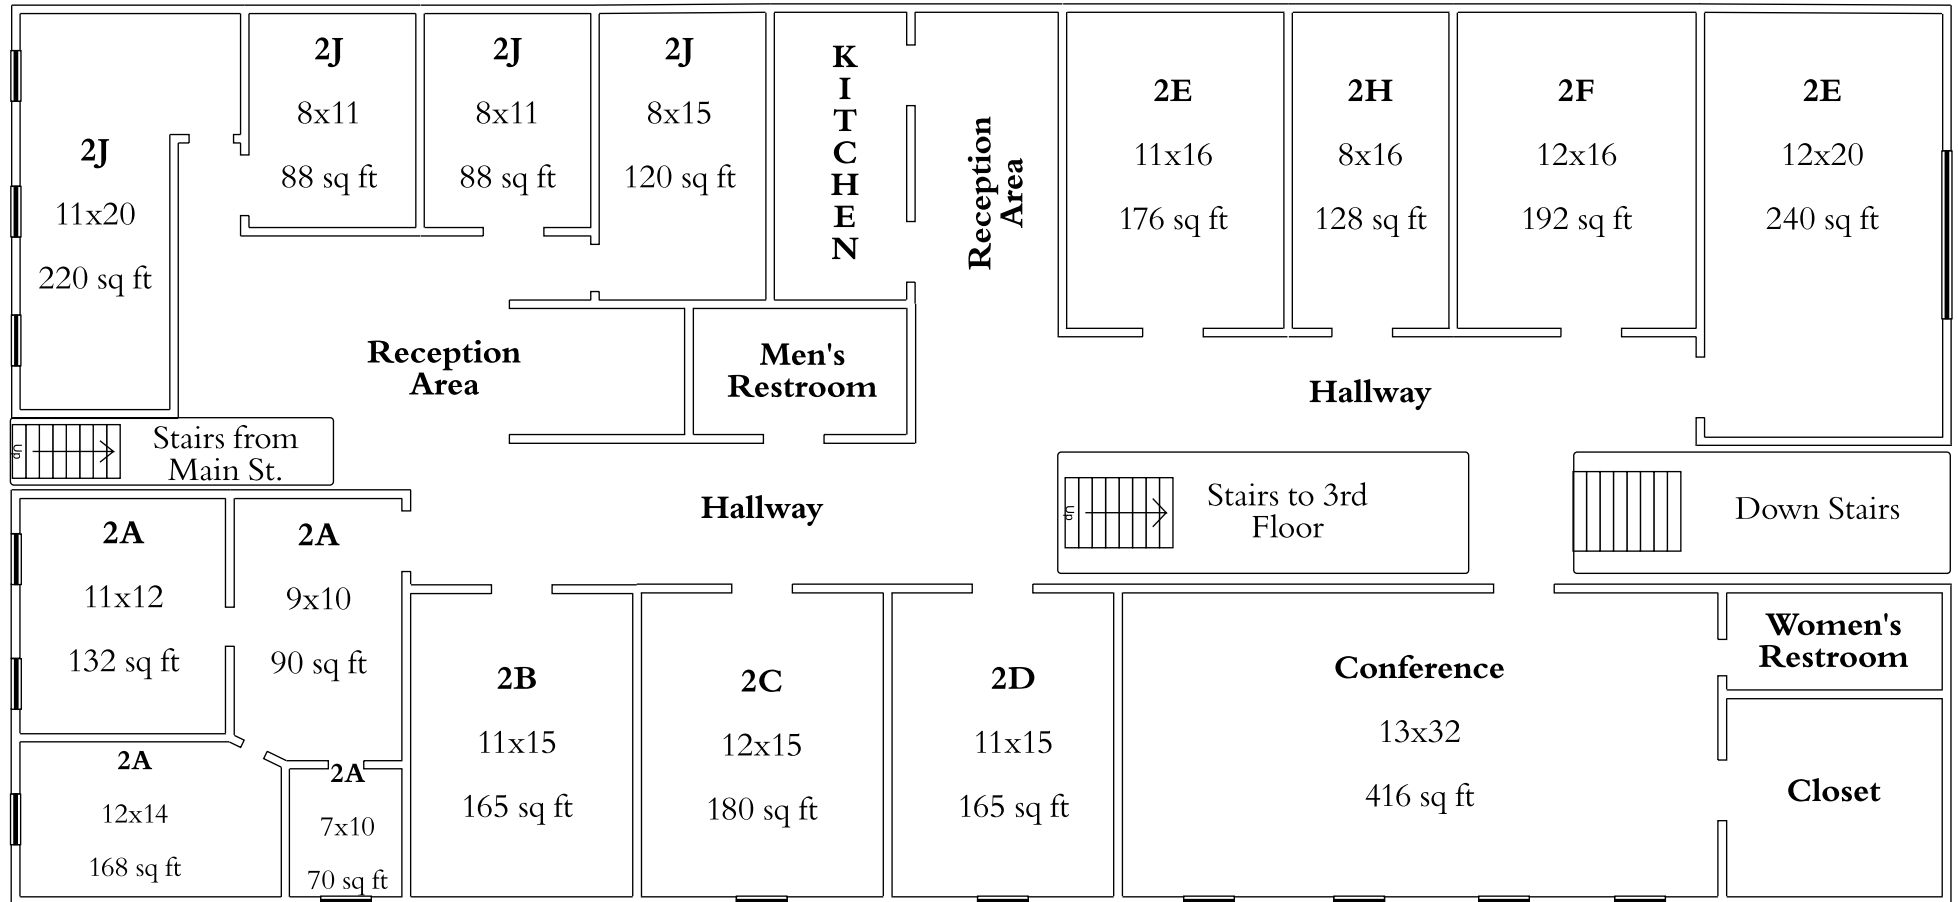 2J
11x20
220 sq ft
2J
8x11
88 sq ft
2J
8x11
88 sq ft
2J
8x15
120 sq ft
KITCHEN
Reception
Area
2E
11x16
176 sq ft
2H
8x16
128 sq ft
2F
12x16
192 sq ft
2E
12x20
240 sq ft
Reception
Area
Men's
Restroom
Hallway
Up
Stairs from
Main St.
Hallway
Up
Stairs to 3rd
Floor
Down Stairs
2A
11x12
132 sq ft
2A
9x10
90 sq ft
2A
12x14
168 sq ft
2A
7x10
70 sq ft
2B
11x15
165 sq ft
2C
12x15
180 sq ft
2D
11x15
165 sq ft
Conference
13x32
416 sq ft
Women's
Restroom
Closet